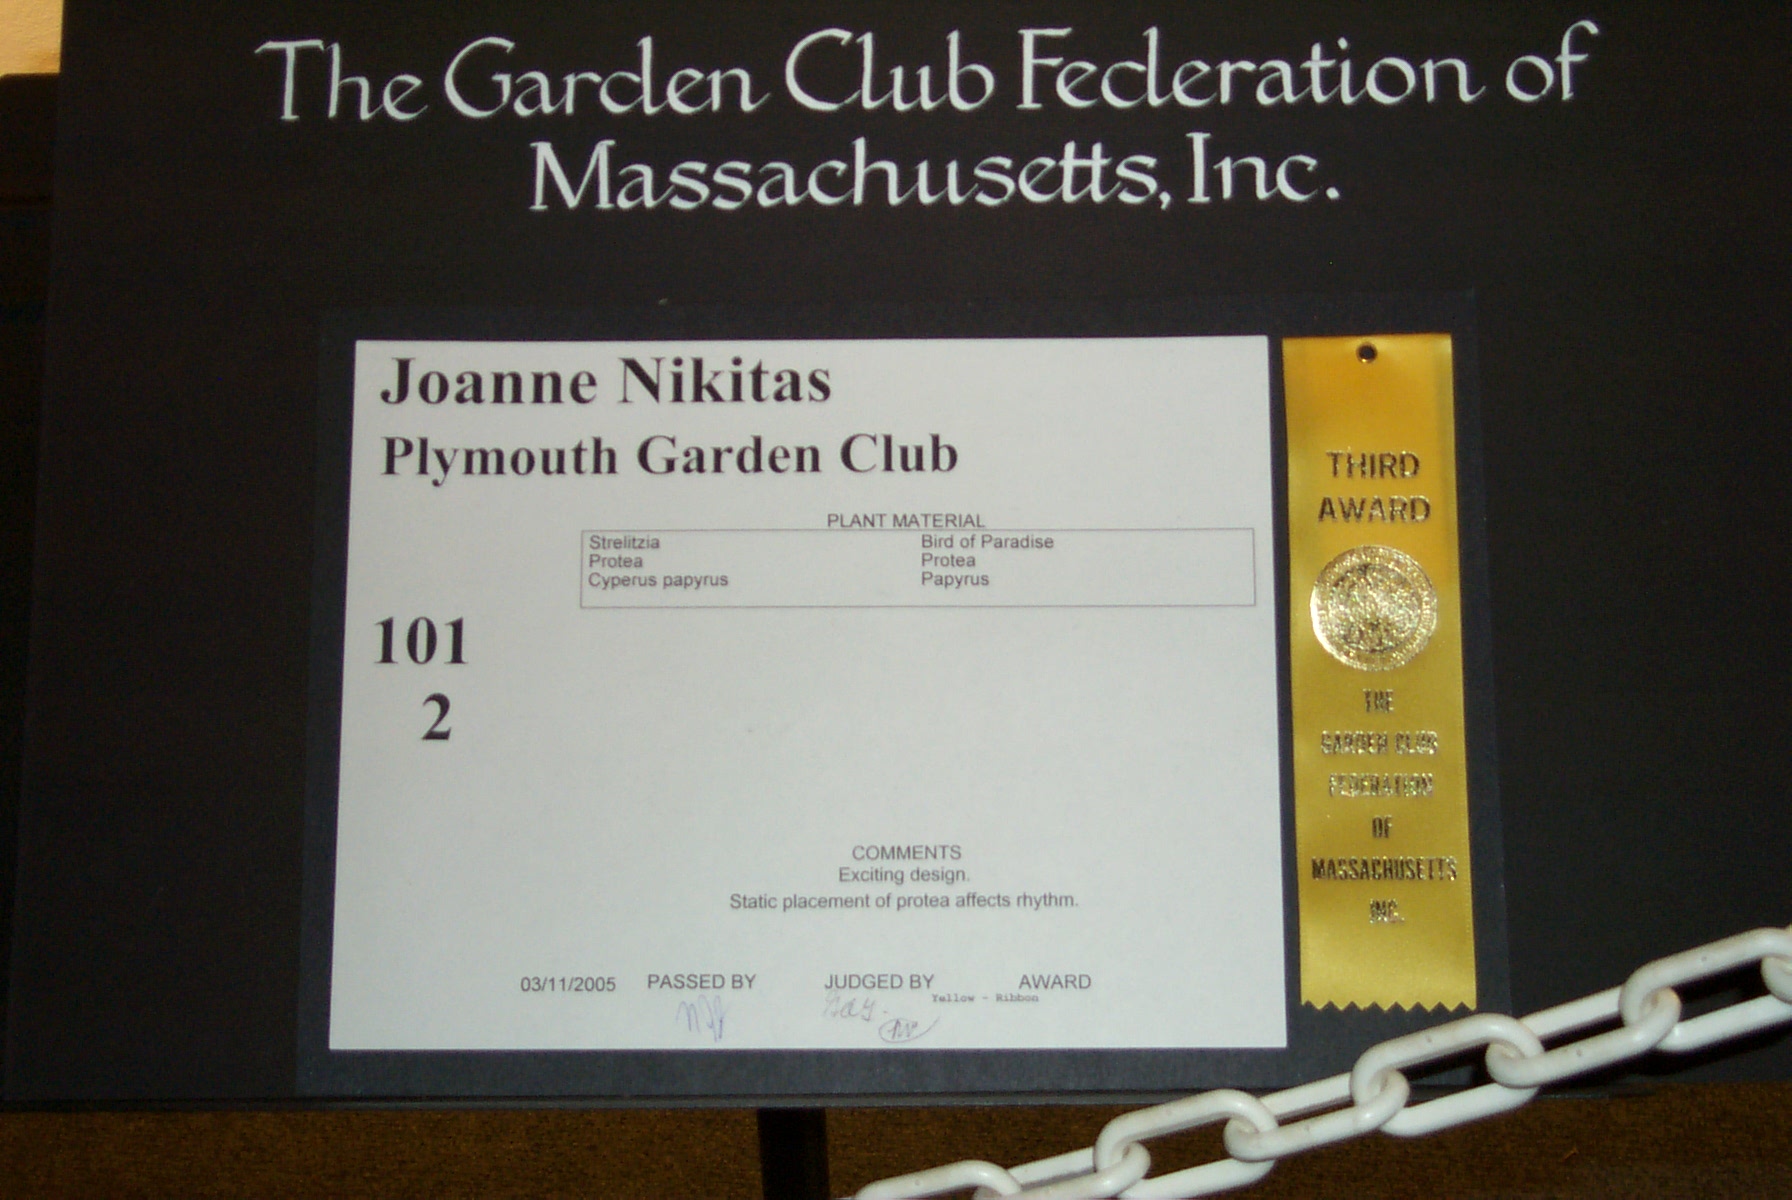 The Garden Club Federation of
Massachusetts, Inc.
Joanne Nikitas
Plymouth Garden Club
PLANT MATERIAL
Strelitzia Bird of Paradise
Protea Protea
Cyperus papyrus Papyrus
101
2
COMMENTS
Exciting design.
Static placement of protea affects rhythm.
03/11/2005 PASSED BY JUDGED BY AWARD
Yellow - Ribbon
THIRD
AWARD
THE
GARDEN CLUB
FEDERATION
OF
MASSACHUSETTS
INC.